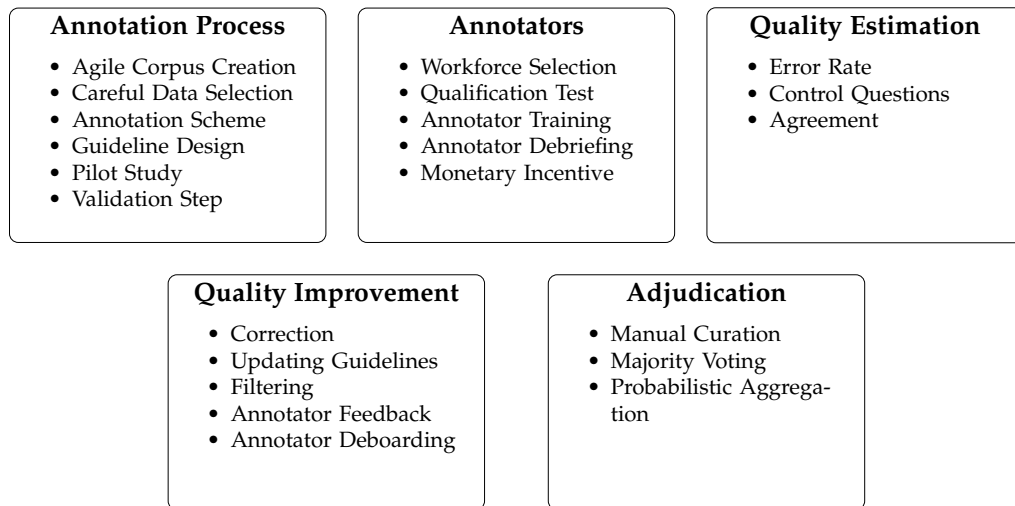 Annotation Process
• Agile Corpus Creation
• Careful Data Selection
• Annotation Scheme
• Guideline Design
• Pilot Study
• Validation Step
Annotators
• Workforce Selection
• Qualification Test
• Annotator Training
• Annotator Debriefing
• Monetary Incentive
Quality Estimation
• Error Rate
• Control Questions
• Agreement
Quality Improvement
• Correction
• Updating Guidelines
• Filtering
• Annotator Feedback
• Annotator Deboarding
Adjudication
• Manual Curation
• Majority Voting
• Probabilistic Aggrega-
tion